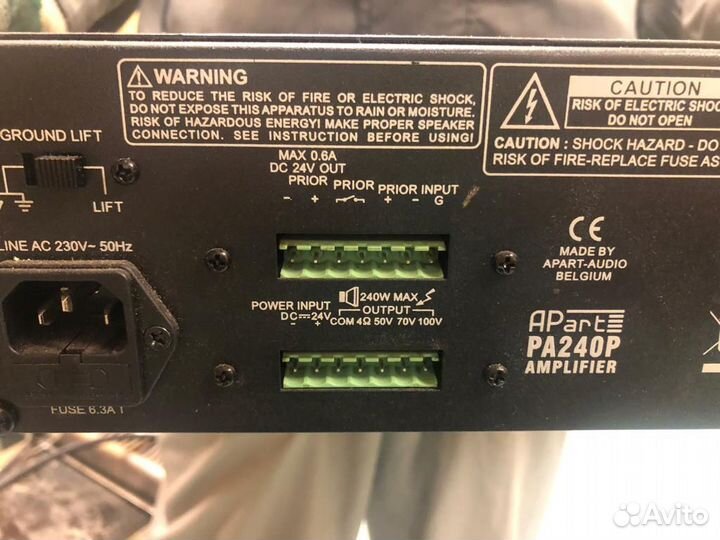 WARNING
TO REDUCE THE RISK OF FIRE OR ELECTRIC SHOCK,
DO NOT EXPOSE THIS APPARATUS TO RAIN OR MOISTURE.
RISK OF HAZARDOUS ENERGY! MAKE PROPER SPEAKER
CONNECTION. SEE INSTRUCTION BEFORE USING!
CAUTION
RISK OF ELECTRIC SHOC
DO NOT OPEN
CAUTION : SHOCK HAZARD - DO
RISK OF FIRE-REPLACE FUSE AS
GROUND LIFT
LIFT
LINE AC 230V~ 50Hz
FUSE 6.3A T
MAX 0.6A
DC 24V OUT
PRIOR PRIOR PRIOR INPUT
- + + - G
240W MAX
POWER INPUT OUTPUT
DC 24V COM 4Ω 50V 70V 100V
- +
CE
MADE BY
APART-AUDIO
BELGIUM
APart
PA240P
AMPLIFIER
Avito